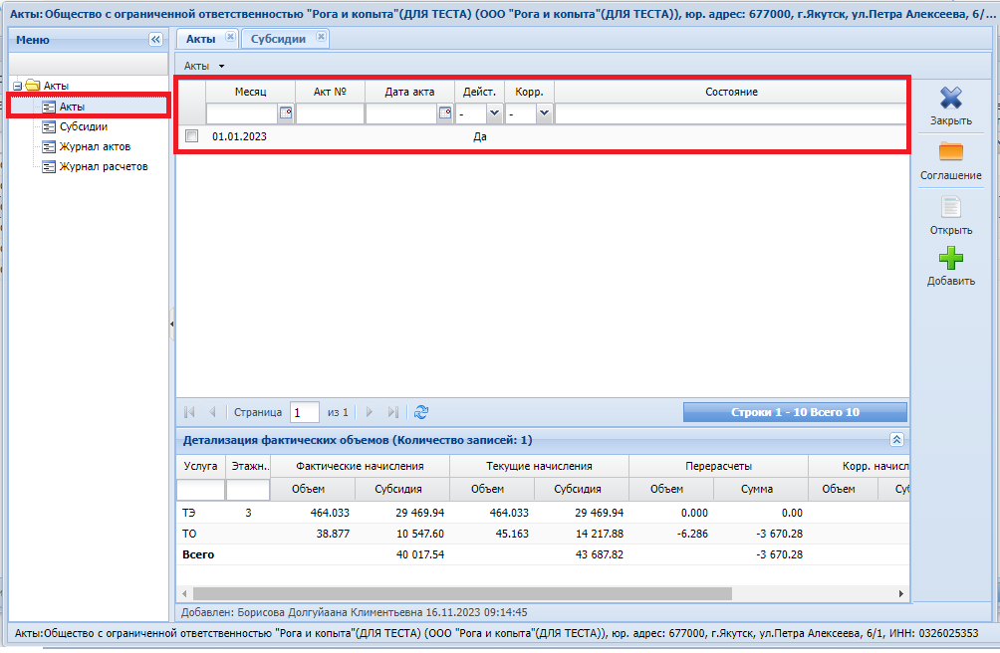 Акты:Общество с ограниченной ответственностью "Рога и копыта"(ДЛЯ ТЕСТА) (ООО "Рога и копыта"(ДЛЯ ТЕСТА)), юр. адрес: 677000, г.Якутск, ул.Петра Алексеева, 6/...
Меню
Акты
Акты
Субсидии
Журнал актов
Журнал расчетов
Акты Субсидии
Акты
Месяц Акт № Дата акта Дейст. Корр. Состояние
- -
01.01.2023 Да
Закрыть
Соглашение
Открыть
Добавить
Страница 1 из 1 Строки 1 - 10 Всего 10
Детализация фактических объемов (Количество записей: 1)
Услуга Этажн.. Фактические начисления Текущие начисления Перерасчеты Корр. начисл
Объем Субсидия Объем Субсидия Объем Сумма Объем Суб
ТЭ 3 464.033 29 469.94 464.033 29 469.94 0.000 0.00
ТО 38.877 10 547.60 45.163 14 217.88 -6.286 -3 670.28
Всего 40 017.54 43 687.82 -3 670.28
Добавлен: Борисова Долгуйаана Климентьевна 16.11.2023 09:14:45
Акты:Общество с ограниченной ответственностью "Рога и копыта"(ДЛЯ ТЕСТА) (ООО "Рога и копыта"(ДЛЯ ТЕСТА)), юр. адрес: 677000, г.Якутск, ул.Петра Алексеева, 6/1, ИНН: 0326025353